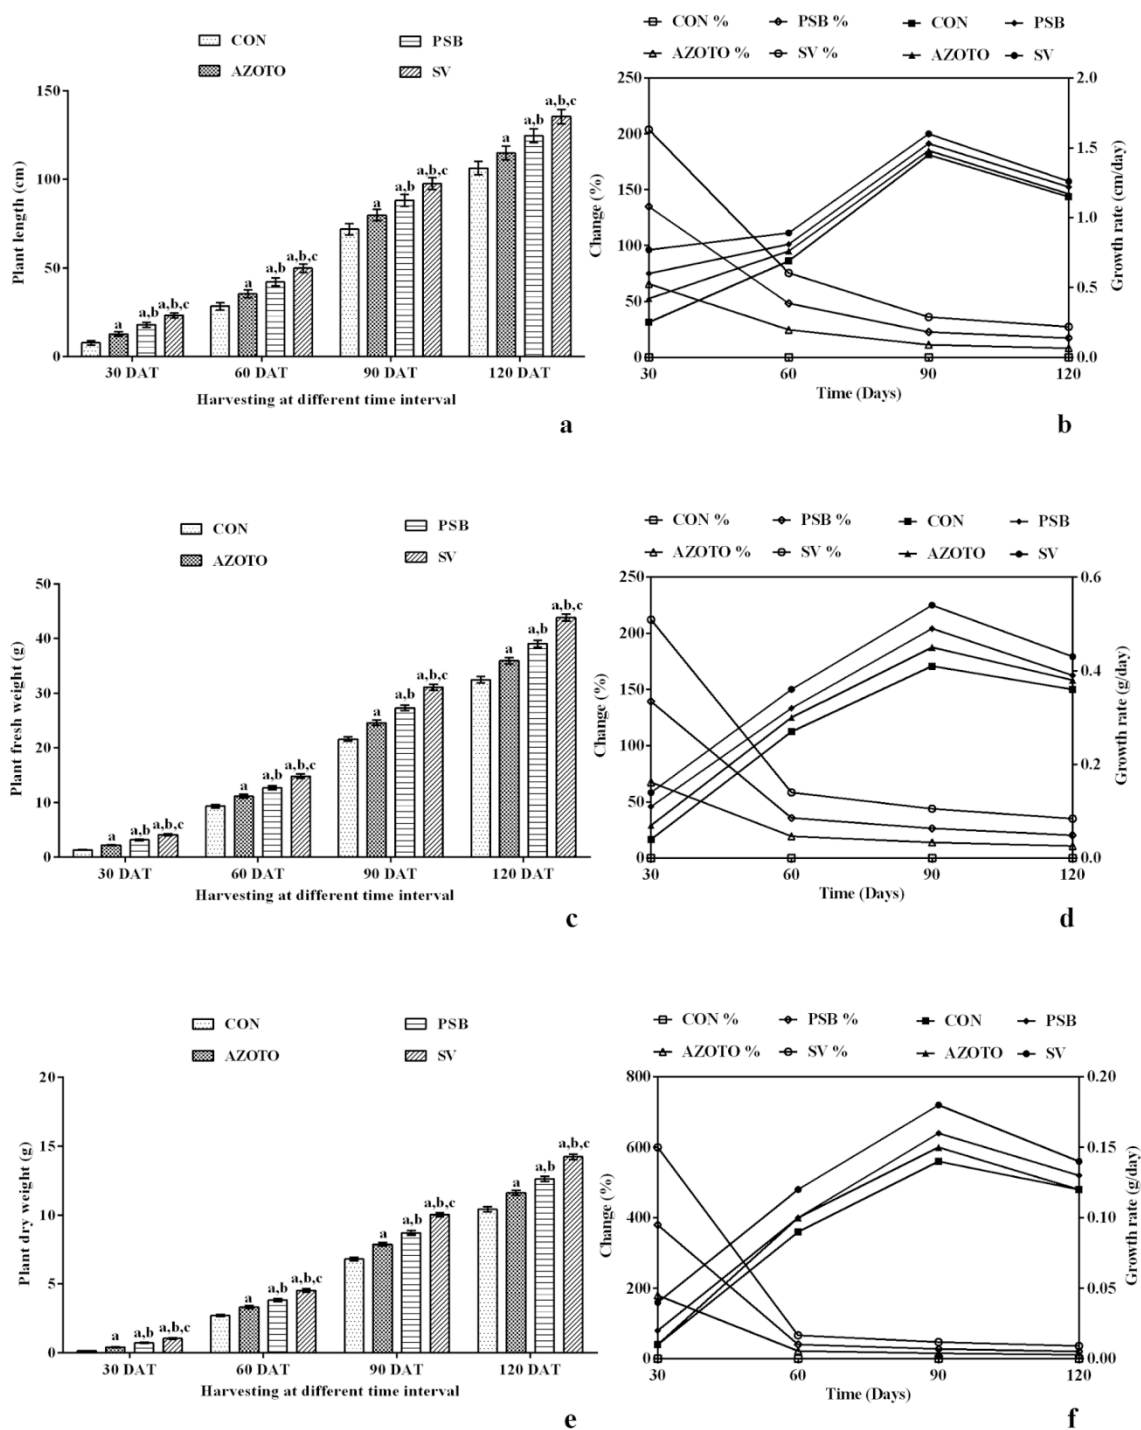 CON
PSB
AZOTO
SV
150
100
50
0
Plant length (cm)
a
a,b
a,b,c
a
a,b
a,b,c
a
a,b
a,b,c
a
a,b
a,b,c
30 DAT
60 DAT
90 DAT
120 DAT
Harvesting at different time interval
a
CON %
PSB %
CON
PSB
AZOTO %
SV %
AZOTO
SV
250
200
150
100
50
0
Change (%)
2.0
1.5
1.0
0.5
0.0
Growth rate (cm/day)
30
60
90
120
Time (Days)
b
CON
PSB
AZOTO
SV
50
40
30
20
10
0
Plant fresh weight (g)
a
a,b
a,b,c
a
a,b
a,b,c
a
a,b
a,b,c
a
a,b
a,b,c
30 DAT
60 DAT
90 DAT
120 DAT
Harvesting at different time interval
c
CON %
PSB %
CON
PSB
AZOTO %
SV %
AZOTO
SV
250
200
150
100
50
0
Change (%)
0.6
0.4
0.2
0.0
Growth rate (g/day)
30
60
90
120
Time (Days)
d
CON
PSB
AZOTO
SV
20
15
10
5
0
Plant dry weight (g)
a
a,b
a,b,c
a
a,b
a,b,c
a
a,b
a,b,c
a
a,b
a,b,c
30 DAT
60 DAT
90 DAT
120 DAT
Harvesting at different time interval
e
CON %
PSB %
CON
PSB
AZOTO %
SV %
AZOTO
SV
800
600
400
200
0
Change (%)
0.20
0.15
0.10
0.05
0.00
Growth rate (g/day)
30
60
90
120
Time (Days)
f